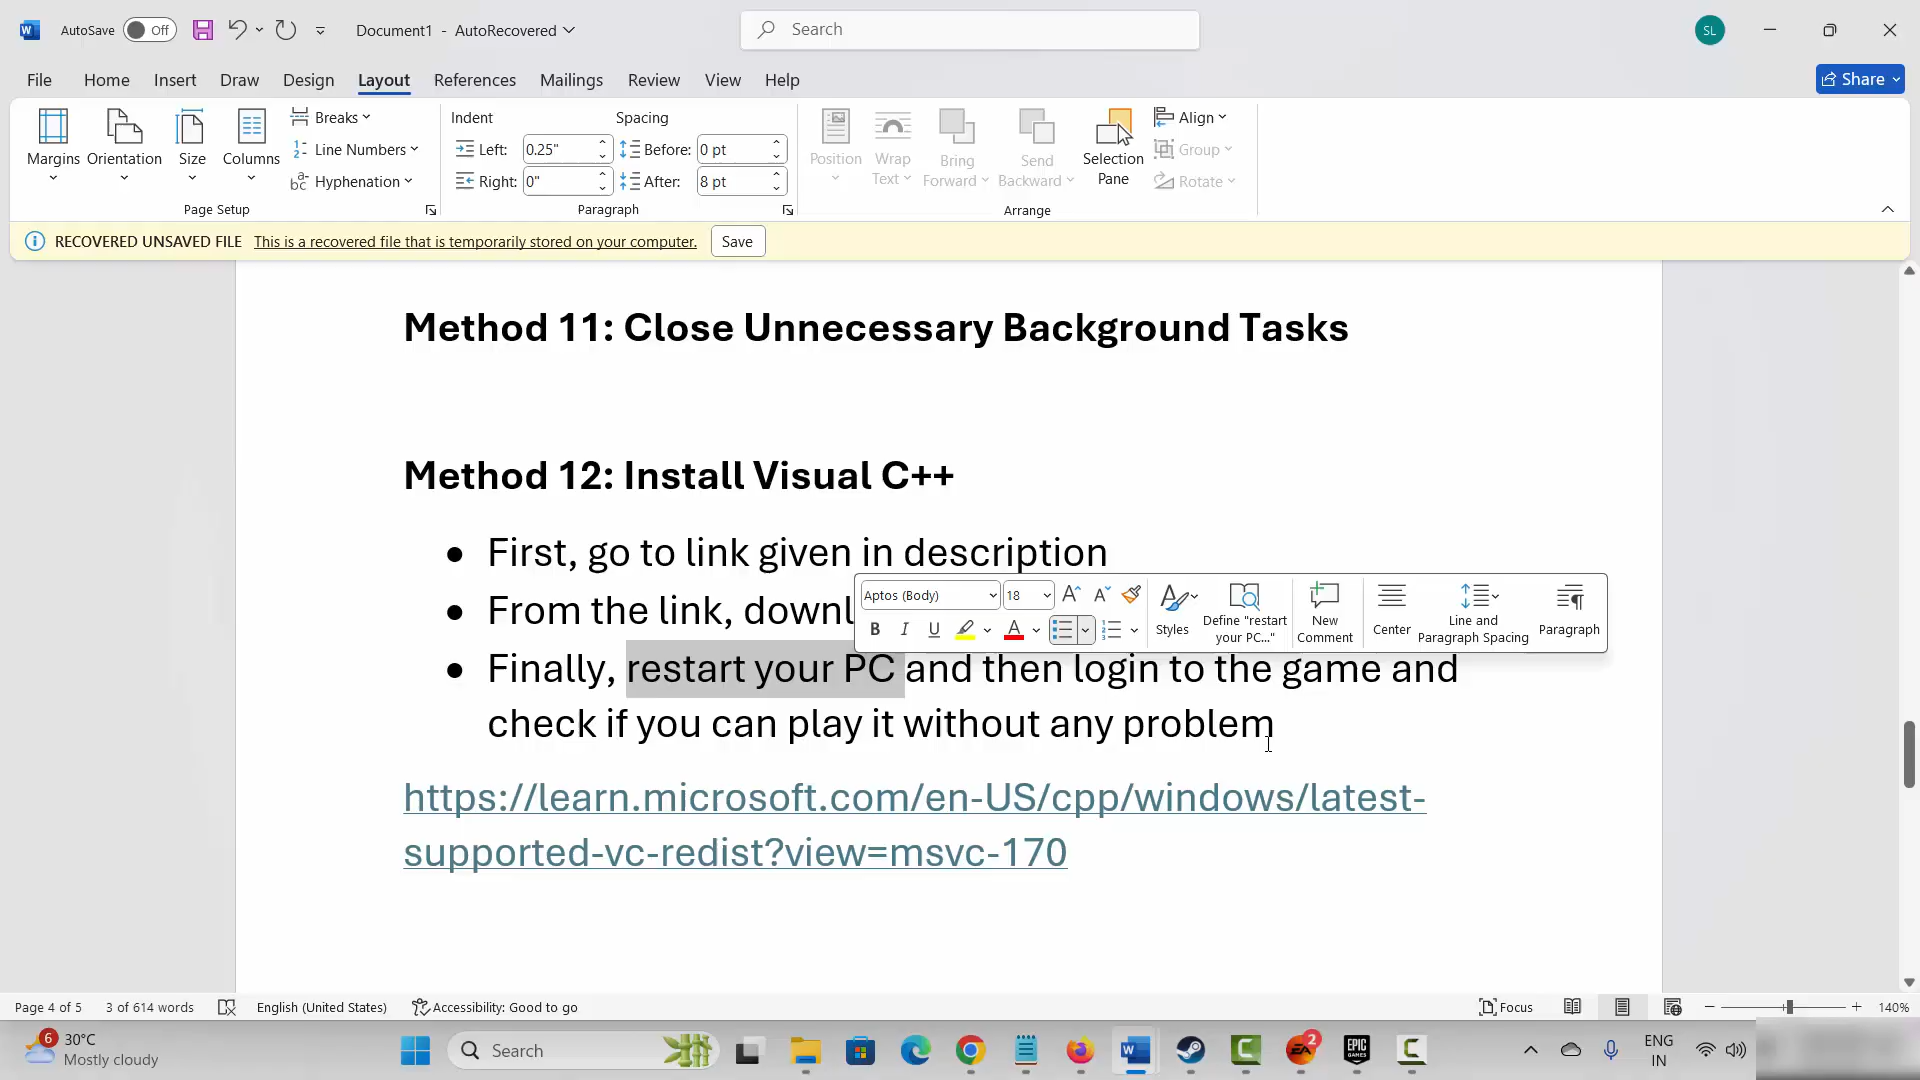 AutoSave Off Document1 - AutoRecovered Search SL
File Home Insert Draw Design Layout References Mailings Review View Help Share
Margins Orientation Size Columns Breaks Line Numbers Hyphenation
Page Setup
Indent Spacing
Left: 0.25" Before: 0 pt
Right: 0" After: 8 pt
Paragraph
Position Wrap Text Bring Forward Send Backward Selection Pane Align Group Rotate
Arrange
RECOVERED UNSAVED FILE This is a recovered file that is temporarily stored on your computer. Save
Method 11: Close Unnecessary Background Tasks
Method 12: Install Visual C++
● First, go to link given in description
● From the link, downl
Aptos (Body) 18 Styles Define "restart your PC..." New Comment Center Line and Paragraph Spacing Paragraph
B I U A
● Finally, restart your PC and then login to the game and
check if you can play it without any problem
https://learn.microsoft.com/en-US/cpp/windows/latest-
supported-vc-redist?view=msvc-170
Page 4 of 5 3 of 614 words English (United States) Accessibility: Good to go Focus 140%
6 30°C
Mostly cloudy
Search
EA 2
EPIC GAMES
ENG
IN